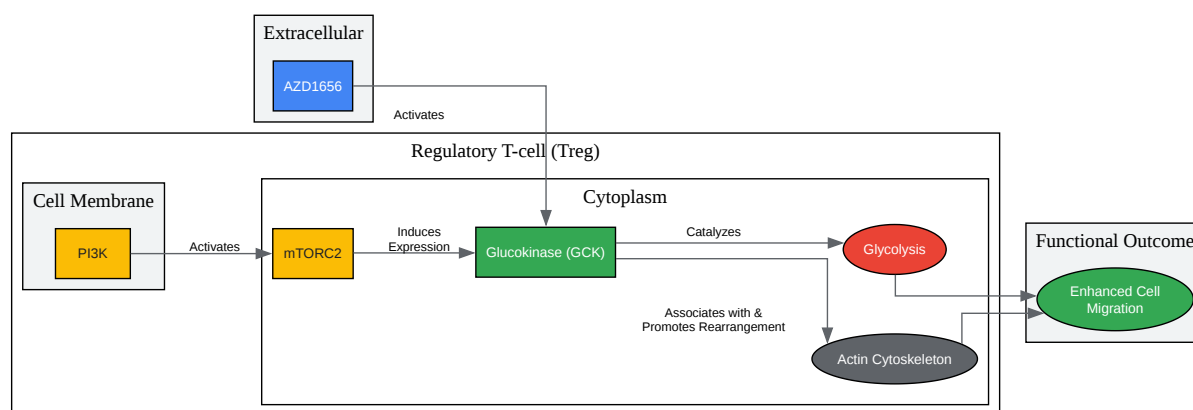 Extracellular
AZD1656
Activates
Regulatory T-cell (Treg)
Cell Membrane
PI3K
Activates
Cytoplasm
mTORC2
Induces
Expression
Glucokinase (GCK)
Catalyzes
Glycolysis
Associates with &
Promotes Rearrangement
Actin Cytoskeleton
Functional Outcome
Enhanced Cell
Migration